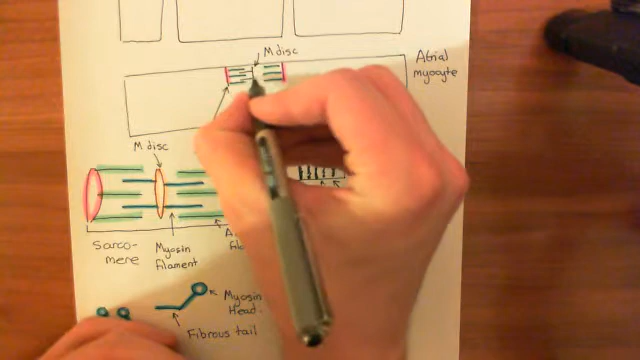 M disc
Atrial
myocyte
M disc
Sarco-
mere
Myosin
filament
Myosin
Head.
Fibrous tail